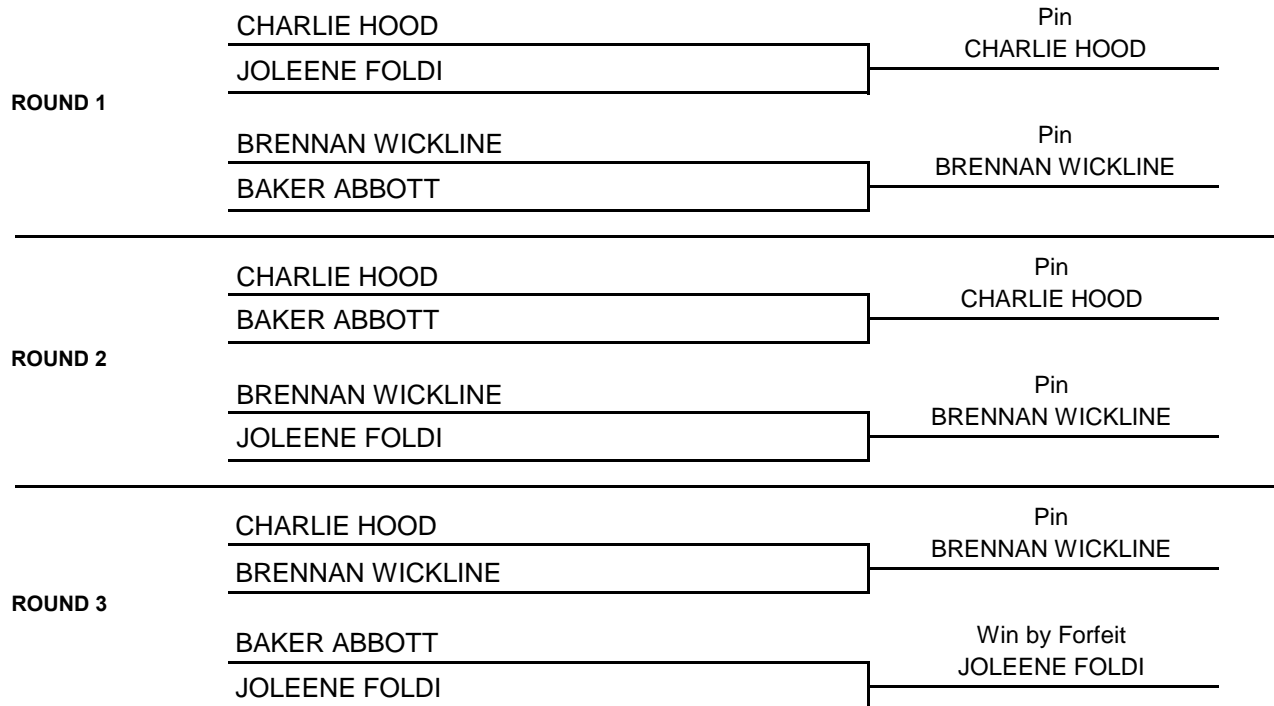 CHARLIE HOOD
Pin
CHARLIE HOOD
JOLEENE FOLDI
ROUND 1
BRENNAN WICKLINE
Pin
BRENNAN WICKLINE
BAKER ABBOTT
CHARLIE HOOD
Pin
CHARLIE HOOD
BAKER ABBOTT
ROUND 2
BRENNAN WICKLINE
Pin
BRENNAN WICKLINE
JOLEENE FOLDI
CHARLIE HOOD
Pin
BRENNAN WICKLINE
BRENNAN WICKLINE
ROUND 3
BAKER ABBOTT
Win by Forfeit
JOLEENE FOLDI
JOLEENE FOLDI